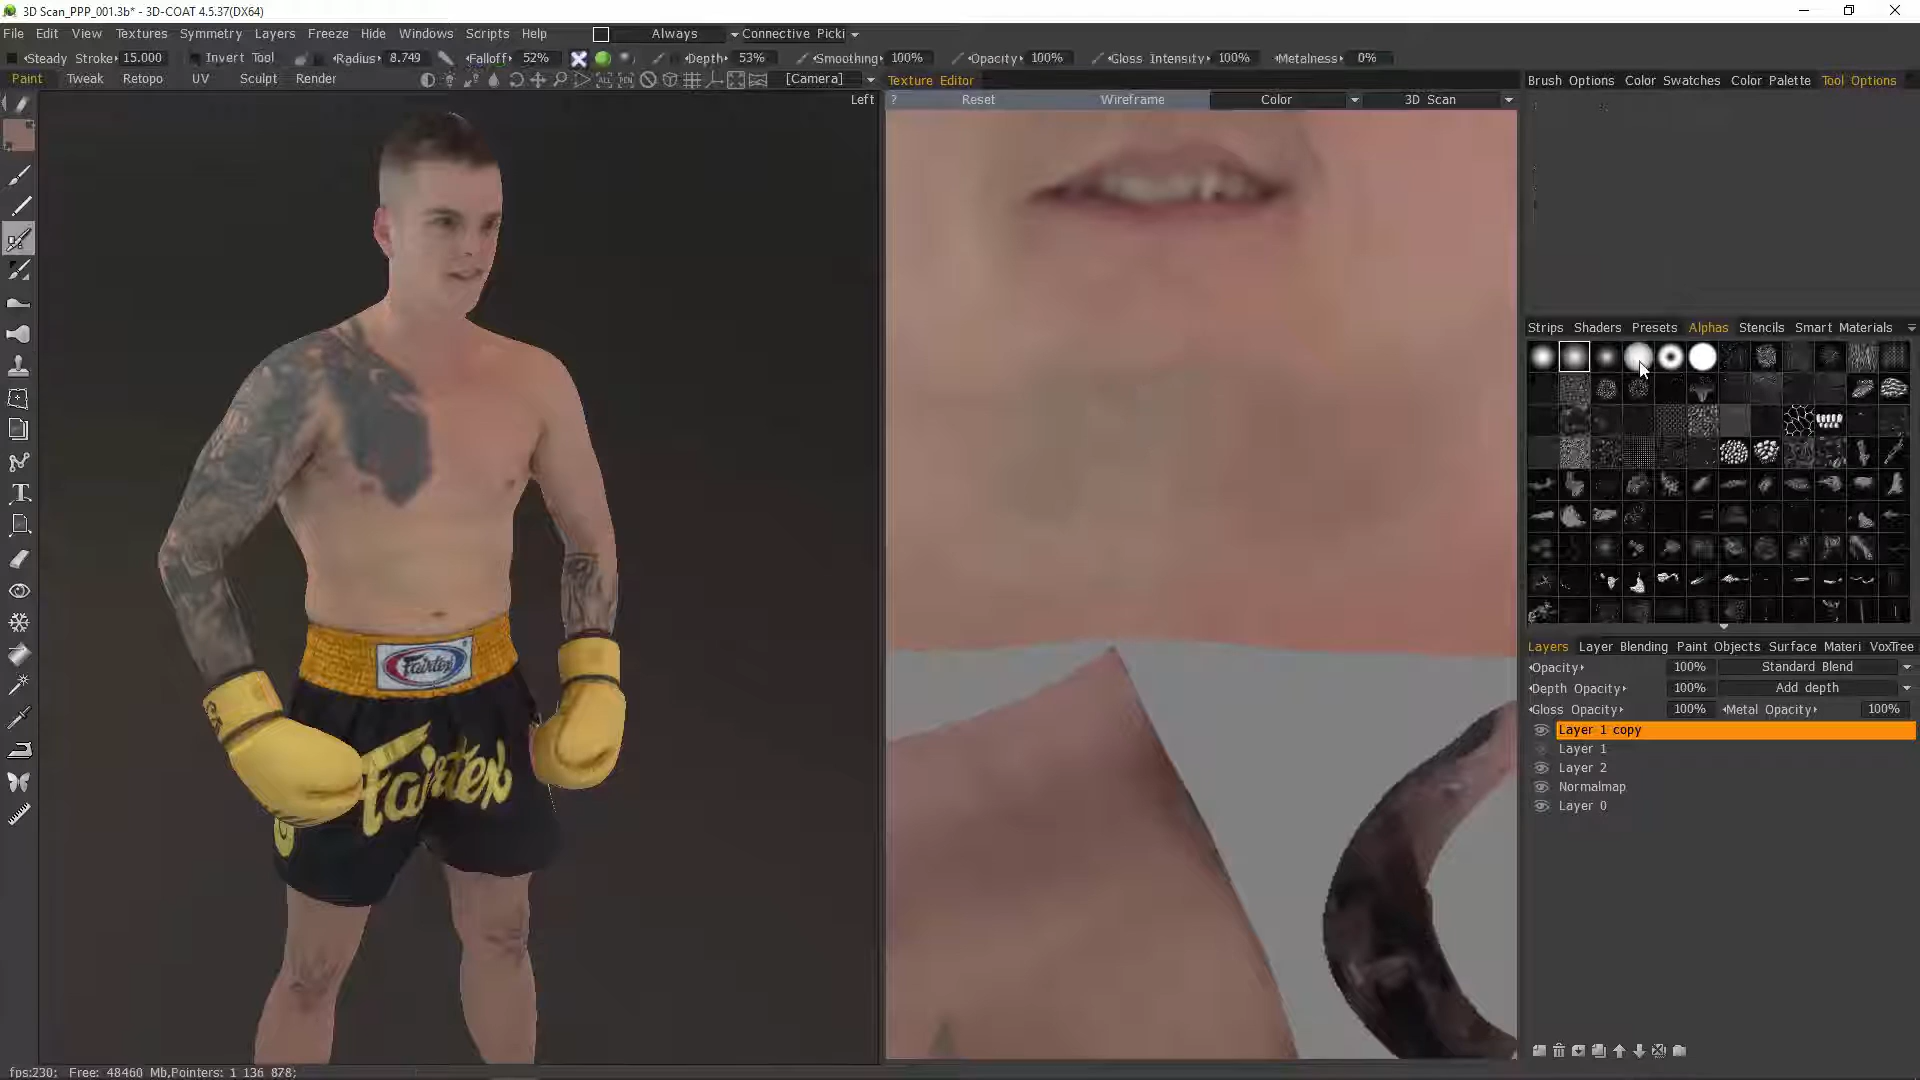 3D Scan_PPP_001.3b* - 3D-COAT 4.5.37(DX64)
File Edit View Textures Symmetry Layers Freeze Hide Windows Scripts Help Always Connective Picki
Steady Stroke 15.000 Invert Tool Radius 8.749 Falloff 52% Depth 53% Smoothing 100% Opacity 100% Gloss Intensity 100% Metalness 0%
Paint Tweak Retopo UV Sculpt Render [Camera] Texture Editor Brush Options Color Swatches Color Palette Tool Options
Left ? Reset Wireframe Color 3D Scan
Strips Shaders Presets Alphas Stencils Smart Materials
Layers Layer Blending Paint Objects Surface Materi VoxTree
Opacity 100% Standard Blend
Depth Opacity 100% Add depth
Gloss Opacity 100% Metal Opacity 100%
Layer 1 copy
Layer 1
Layer 2
Normalmap
Layer 0
Fairtex
Fairtex
fps:230; Free: 48460 Mb,Pointers: 1 136 878;